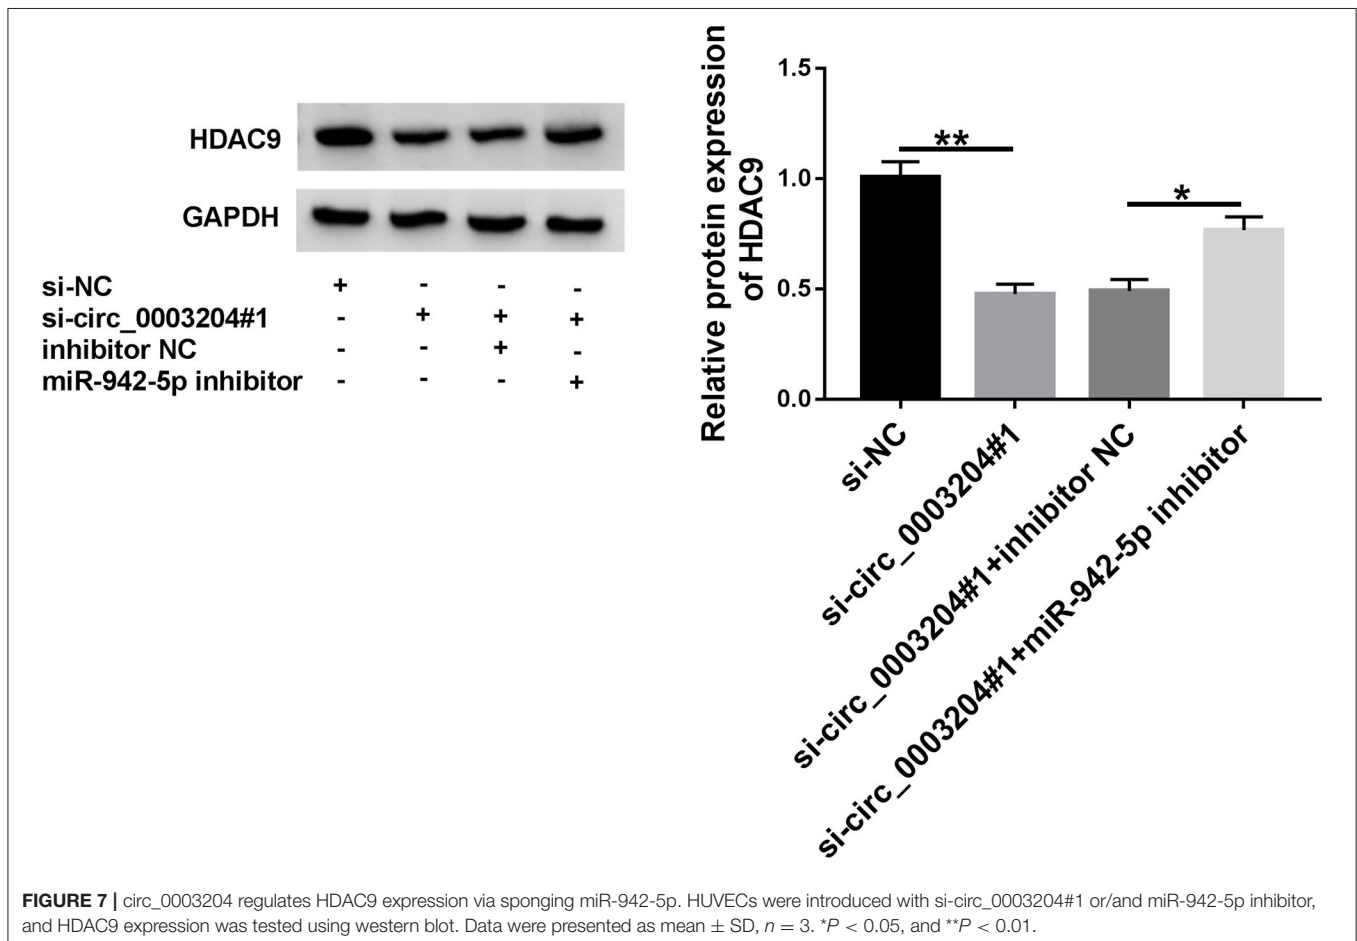 HDAC9
GAPDH
si-NC + - - -
si-circ_0003204#1 - + + +
inhibitor NC - - + -
miR-942-5p inhibitor - - - +
Relative protein expression
of HDAC9
1.5
1.0
0.5
0.0
**
*
si-NC
si-circ_0003204#1
si-circ_0003204#1+inhibitor NC
si-circ_0003204#1+miR-942-5p inhibitor
FIGURE 7 | circ_0003204 regulates HDAC9 expression via sponging miR-942-5p. HUVECs were introduced with si-circ_0003204#1 or/and miR-942-5p inhibitor,
and HDAC9 expression was tested using western blot. Data were presented as mean ± SD, n = 3. *P < 0.05, and **P < 0.01.